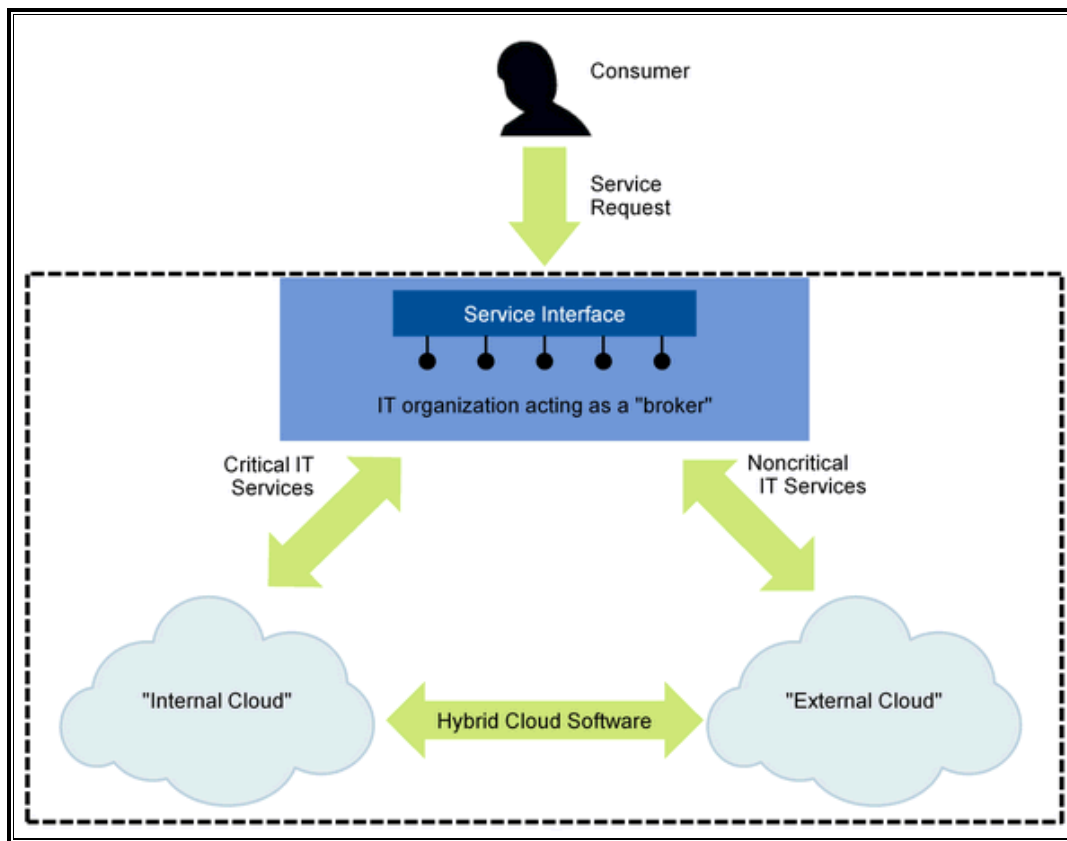 Consumer
Service
Request
Service Interface
IT organization acting as a "broker"
Critical IT
Services
Noncritical
IT Services
"Internal Cloud"
Hybrid Cloud Software
"External Cloud"